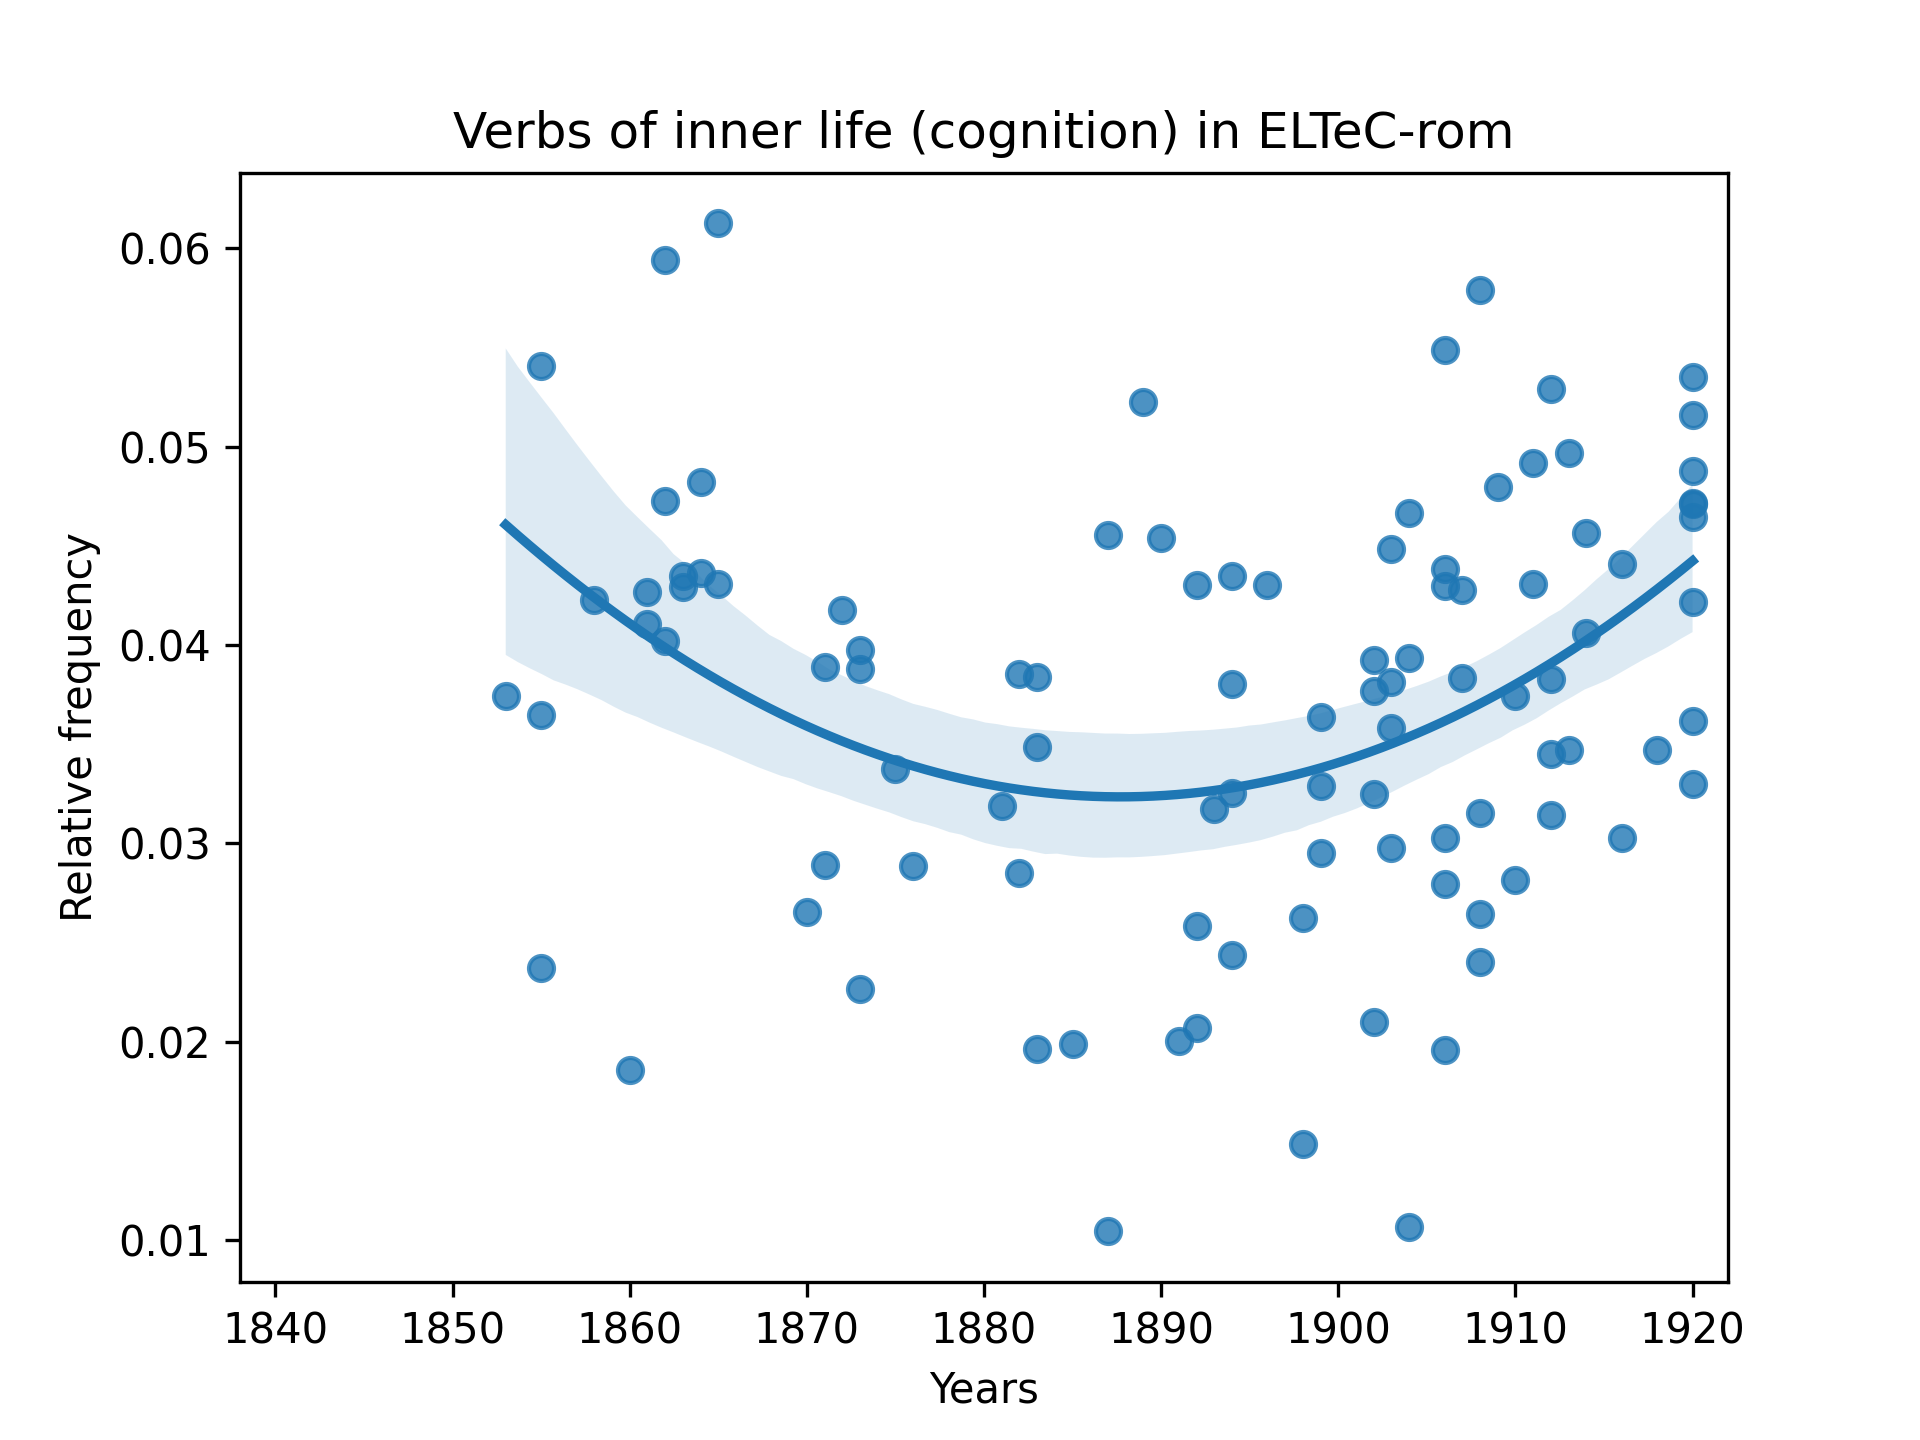 Verbs of inner life (cognition) in ELTeC-rom
0.06
0.05
0.04
0.03
0.02
0.01
Relative frequency
1840 1850 1860 1870 1880 1890 1900 1910 1920
Years